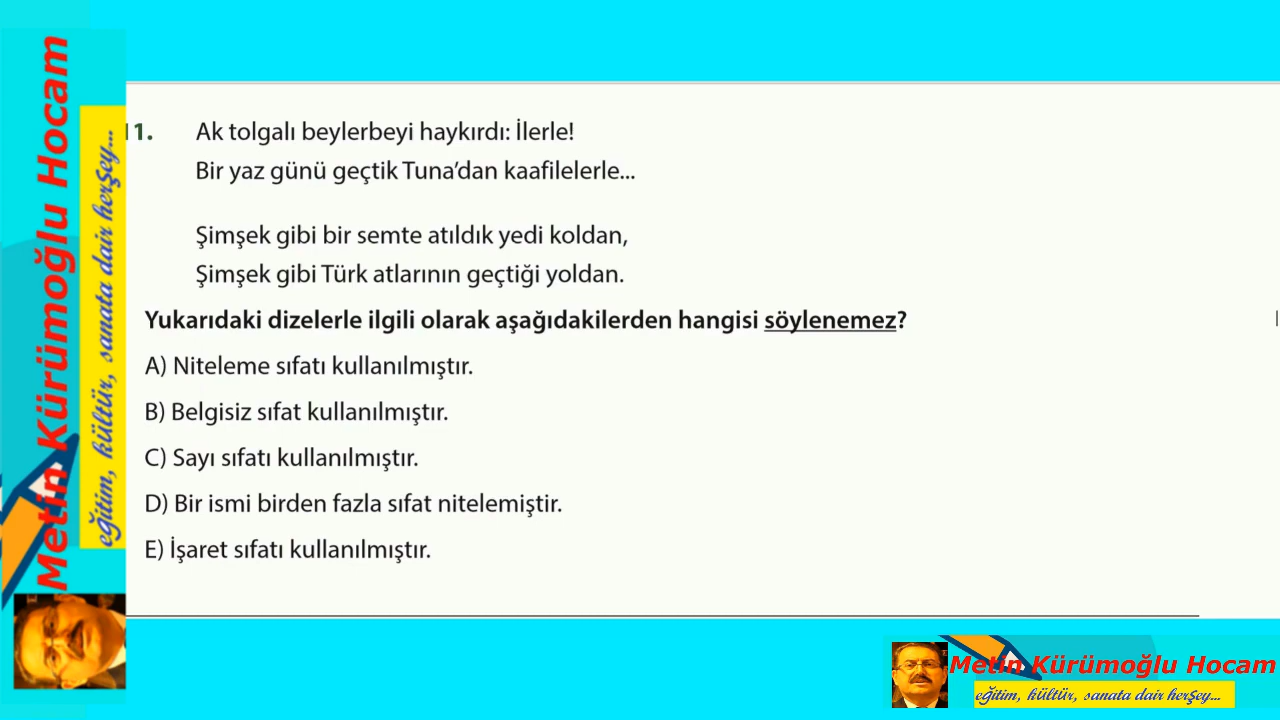 Metin Kürümoğlu Hocam
eğitim, kültür, sanata dair herşey...
11. Ak tolgalı beylerbeyi haykırdı: İlerle!
Bir yaz günü geçtik Tuna’dan kaafilelerle...
Şimşek gibi bir semte atıldık yedi koldan,
Şimşek gibi Türk atlarının geçtiği yoldan.
Yukarıdaki dizelerle ilgili olarak aşağıdakilerden hangisi söylenemez?
A) Niteleme sıfatı kullanılmıştır.
B) Belgisiz sıfat kullanılmıştır.
C) Sayı sıfatı kullanılmıştır.
D) Bir ismi birden fazla sıfat nitelemiştir.
E) İşaret sıfatı kullanılmıştır.
Metin Kürümoğlu Hocam
eğitim, kültür, sanata dair herşey...